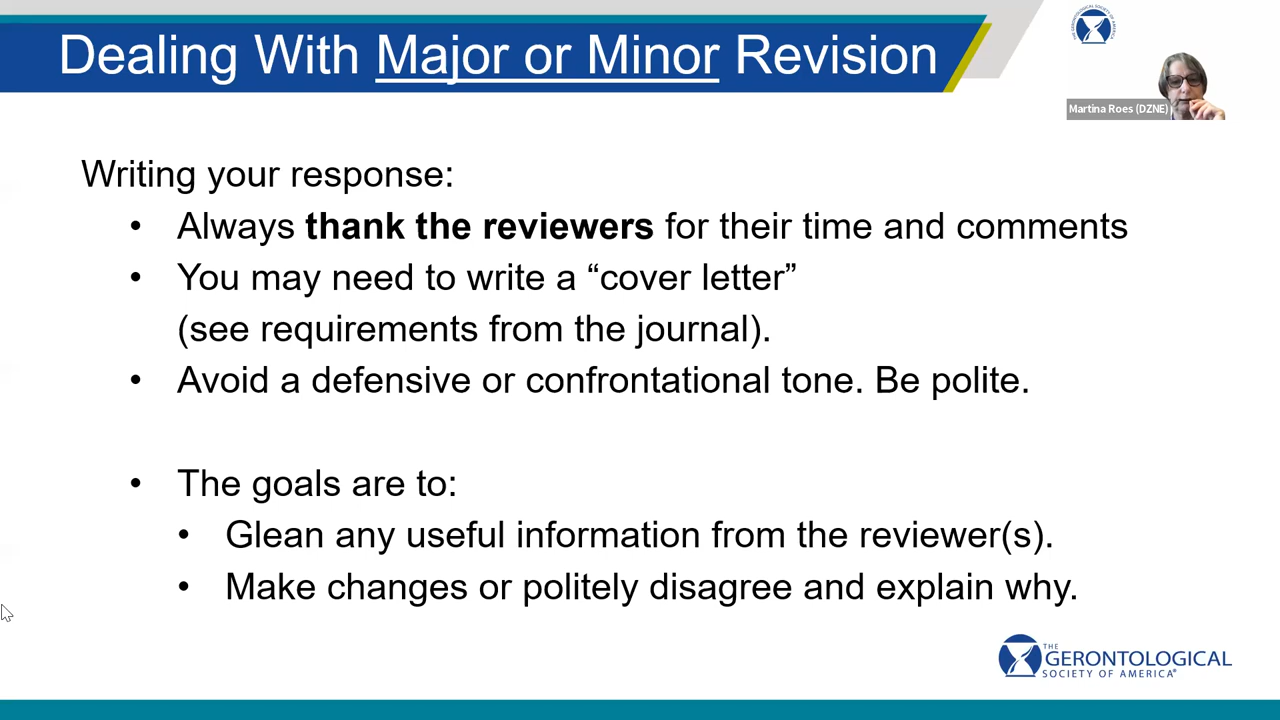 Dealing With Major or Minor Revision
Martina Roes (DZNE)
Writing your response:
• Always thank the reviewers for their time and comments
• You may need to write a “cover letter”
(see requirements from the journal).
• Avoid a defensive or confrontational tone. Be polite.
• The goals are to:
• Glean any useful information from the reviewer(s).
• Make changes or politely disagree and explain why.
THE
GERONTOLOGICAL
SOCIETY OF AMERICA®